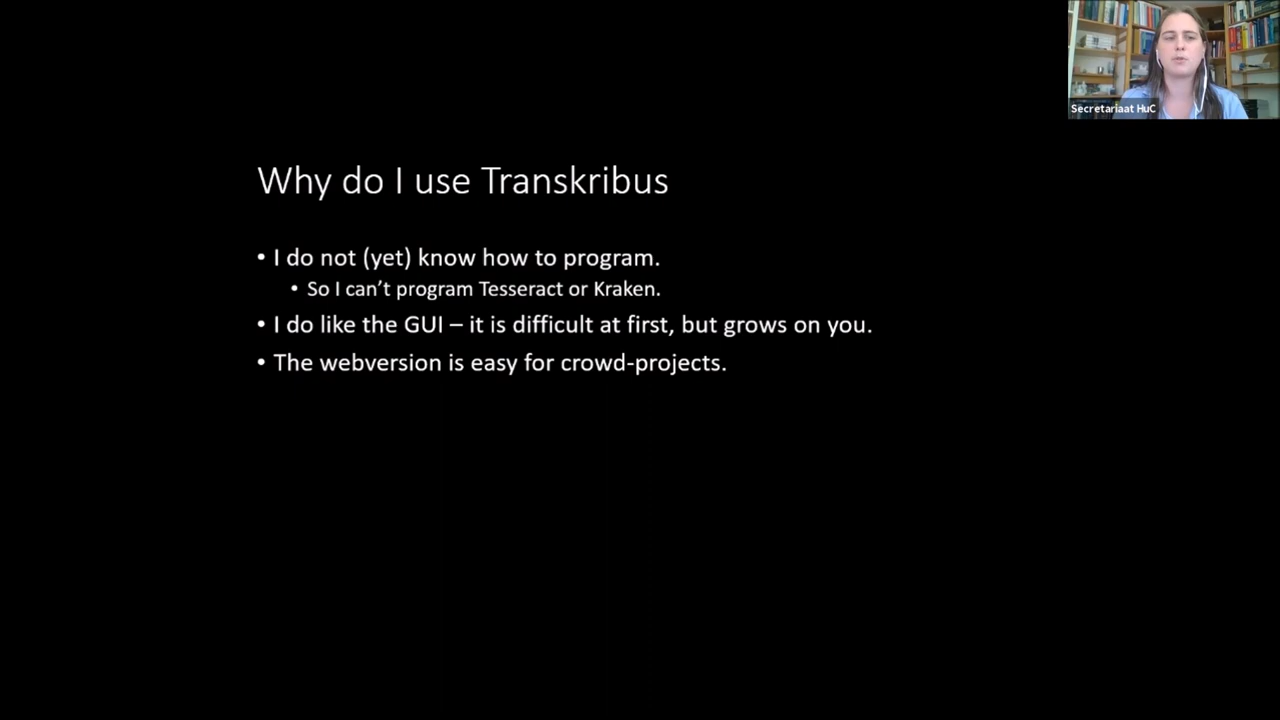 Secretariaat HuC
Why do I use Transkribus
• I do not (yet) know how to program.
• So I can't program Tesseract or Kraken.
• I do like the GUI – it is difficult at first, but grows on you.
• The webversion is easy for crowd-projects.